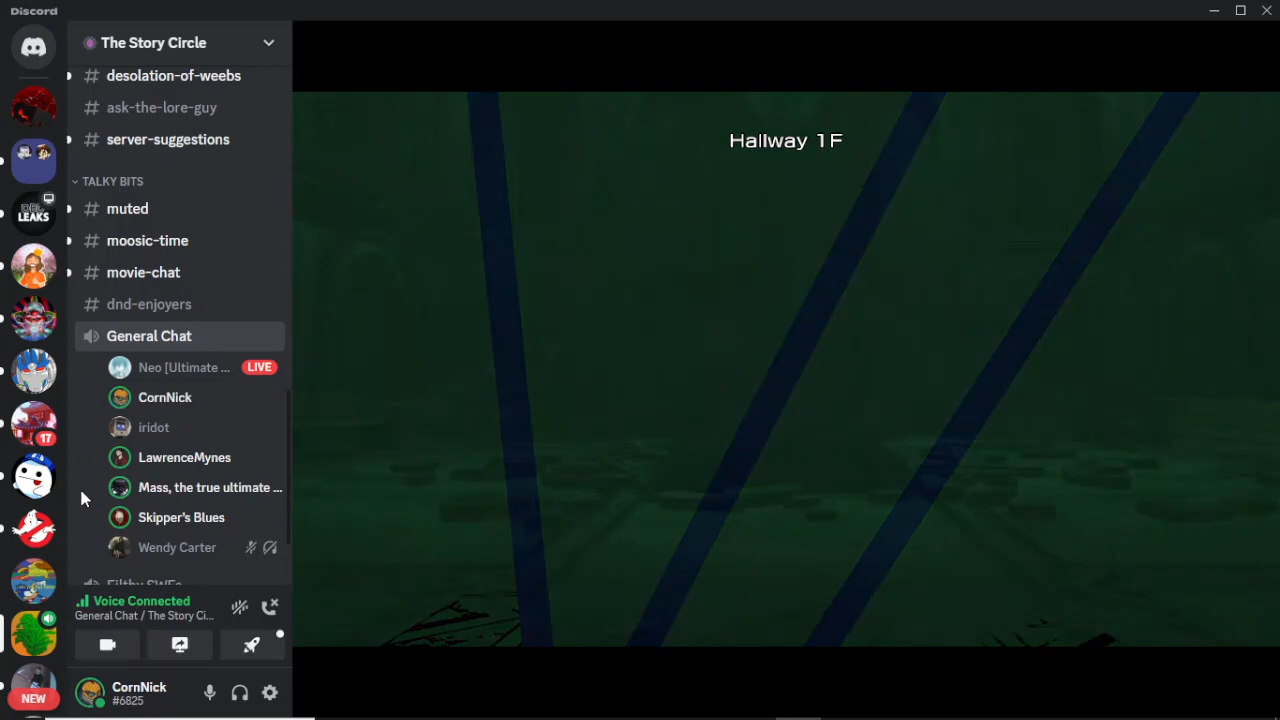 Discord
The Story Circle
# desolation-of-weebs
# ask-the-lore-guy
# server-suggestions
TALKY BITS
# muted
# moosic-time
# movie-chat
# dnd-enjoyers
General Chat
Neo [Ultimate ... LIVE
CornNick
iridot
LawrenceMynes
Mass, the true ultimate ...
Skipper's Blues
Wendy Carter
Voice Connected
General Chat / The Story Ci...
CornNick
#6825
LEAKS
17
NEW
Hallway 1F